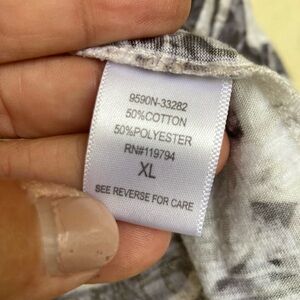 9590N-33282
50%COTTON
50%POLYESTER
RN#119794
XL
SEE REVERSE FOR CARE